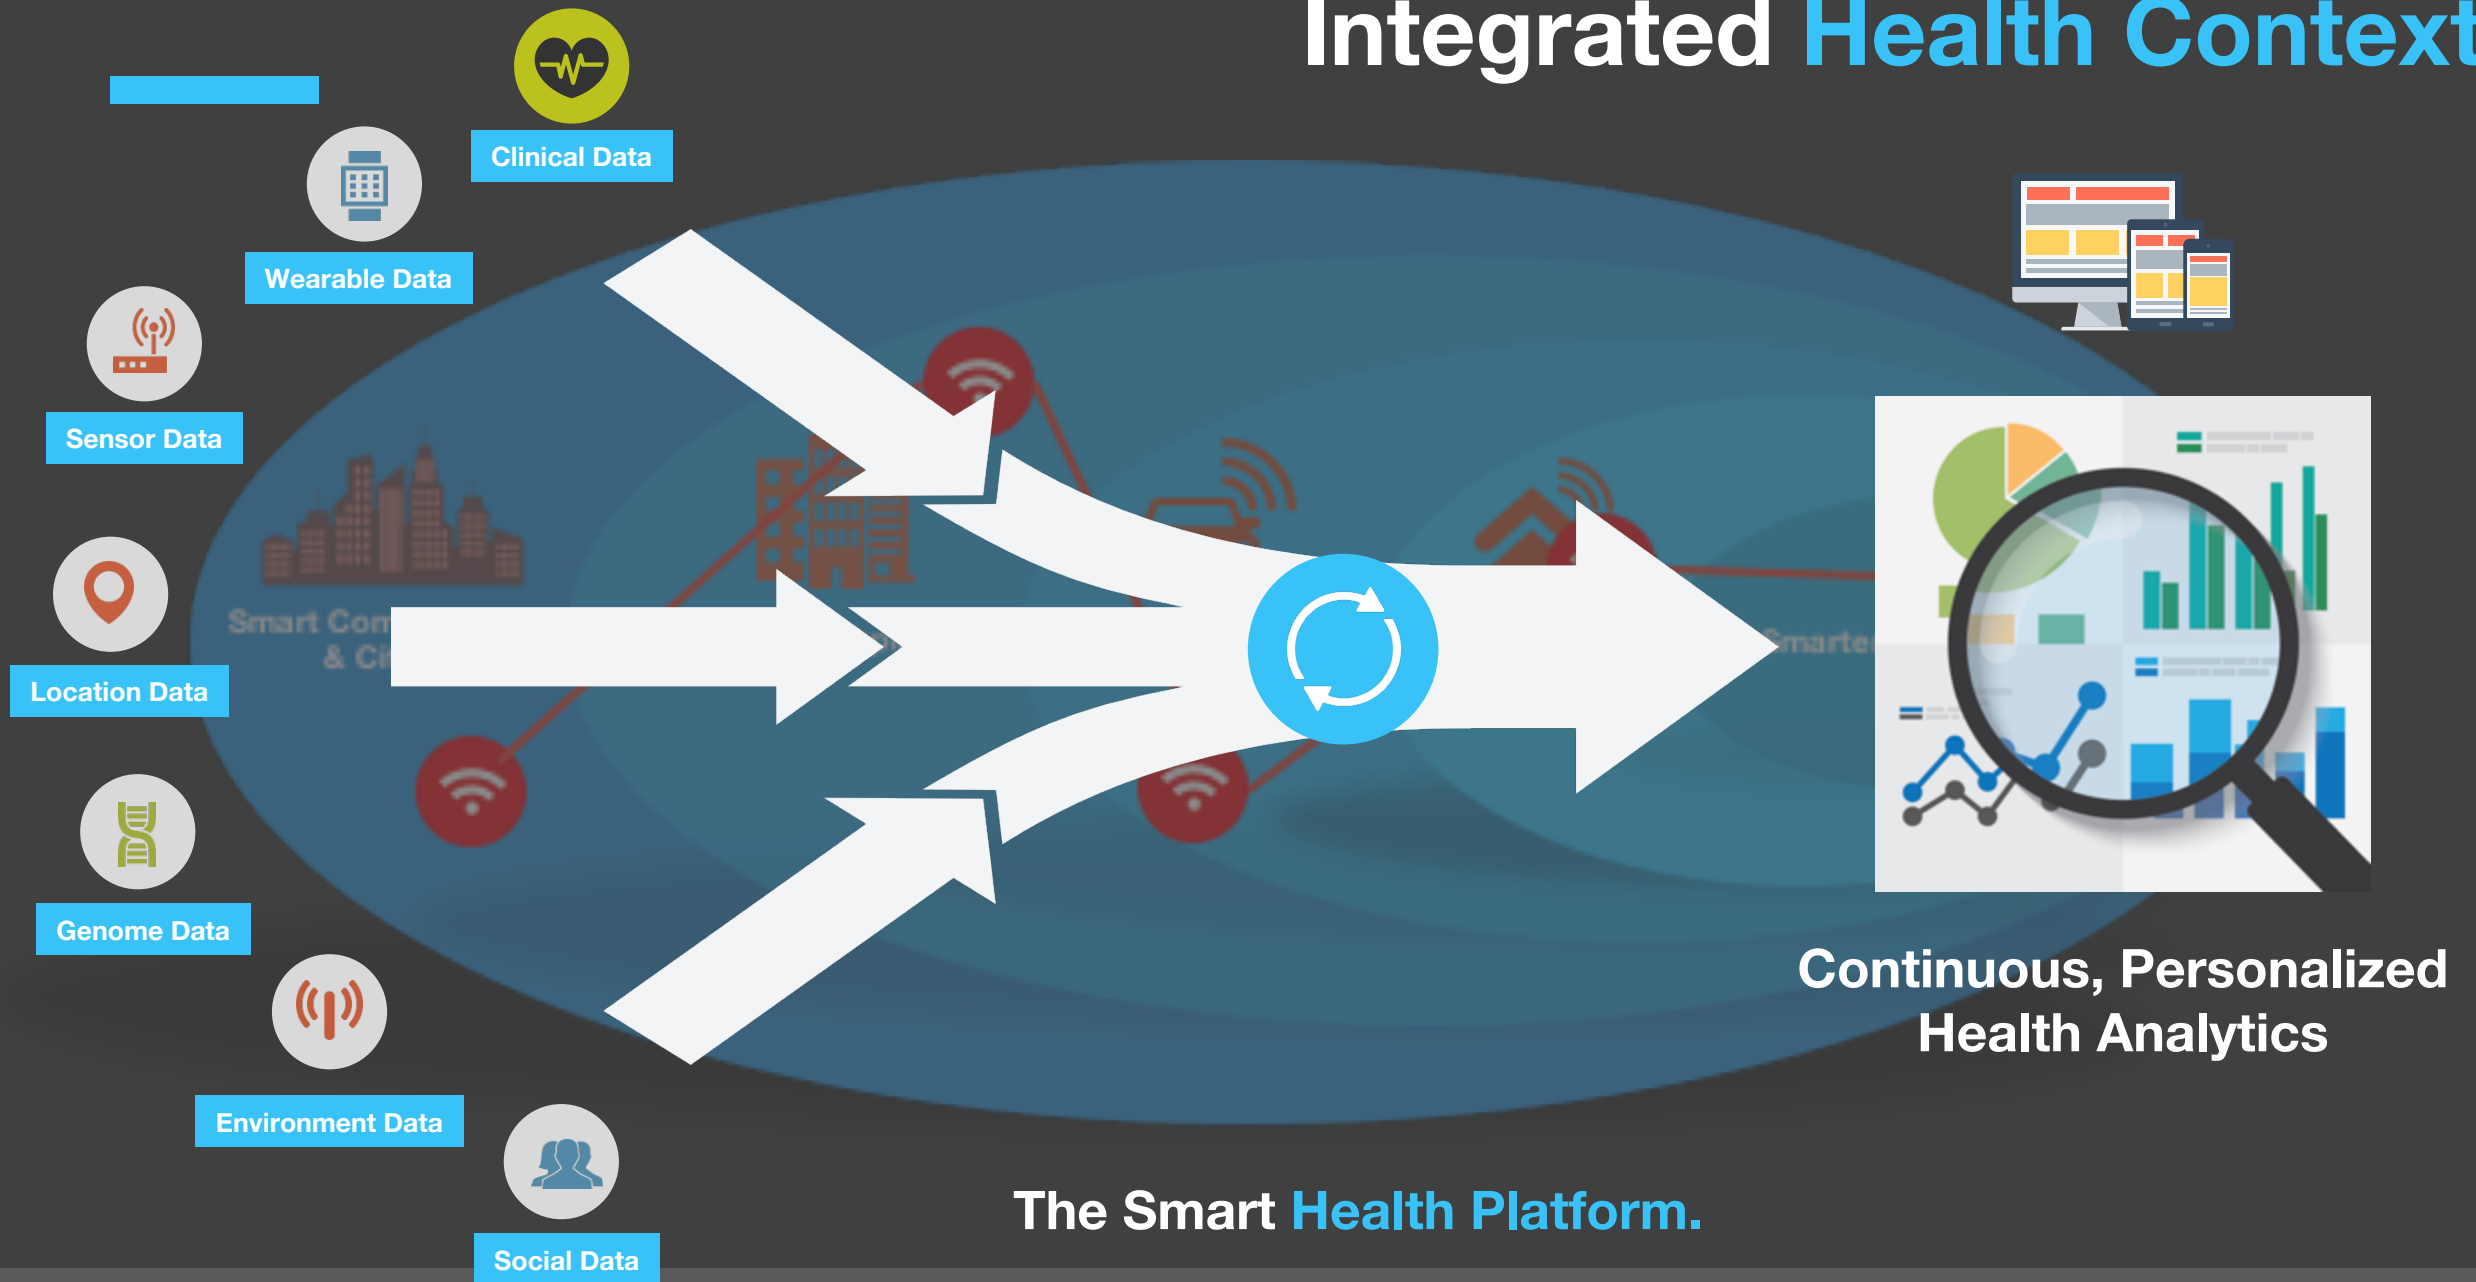 Integrated Health Context
Clinical Data
Wearable Data
Sensor Data
Smart
& 
Location Data
Genome Data
Continuous, Personalized
Health Analytics
Environment Data
The Smart Health Platform.
Social Data